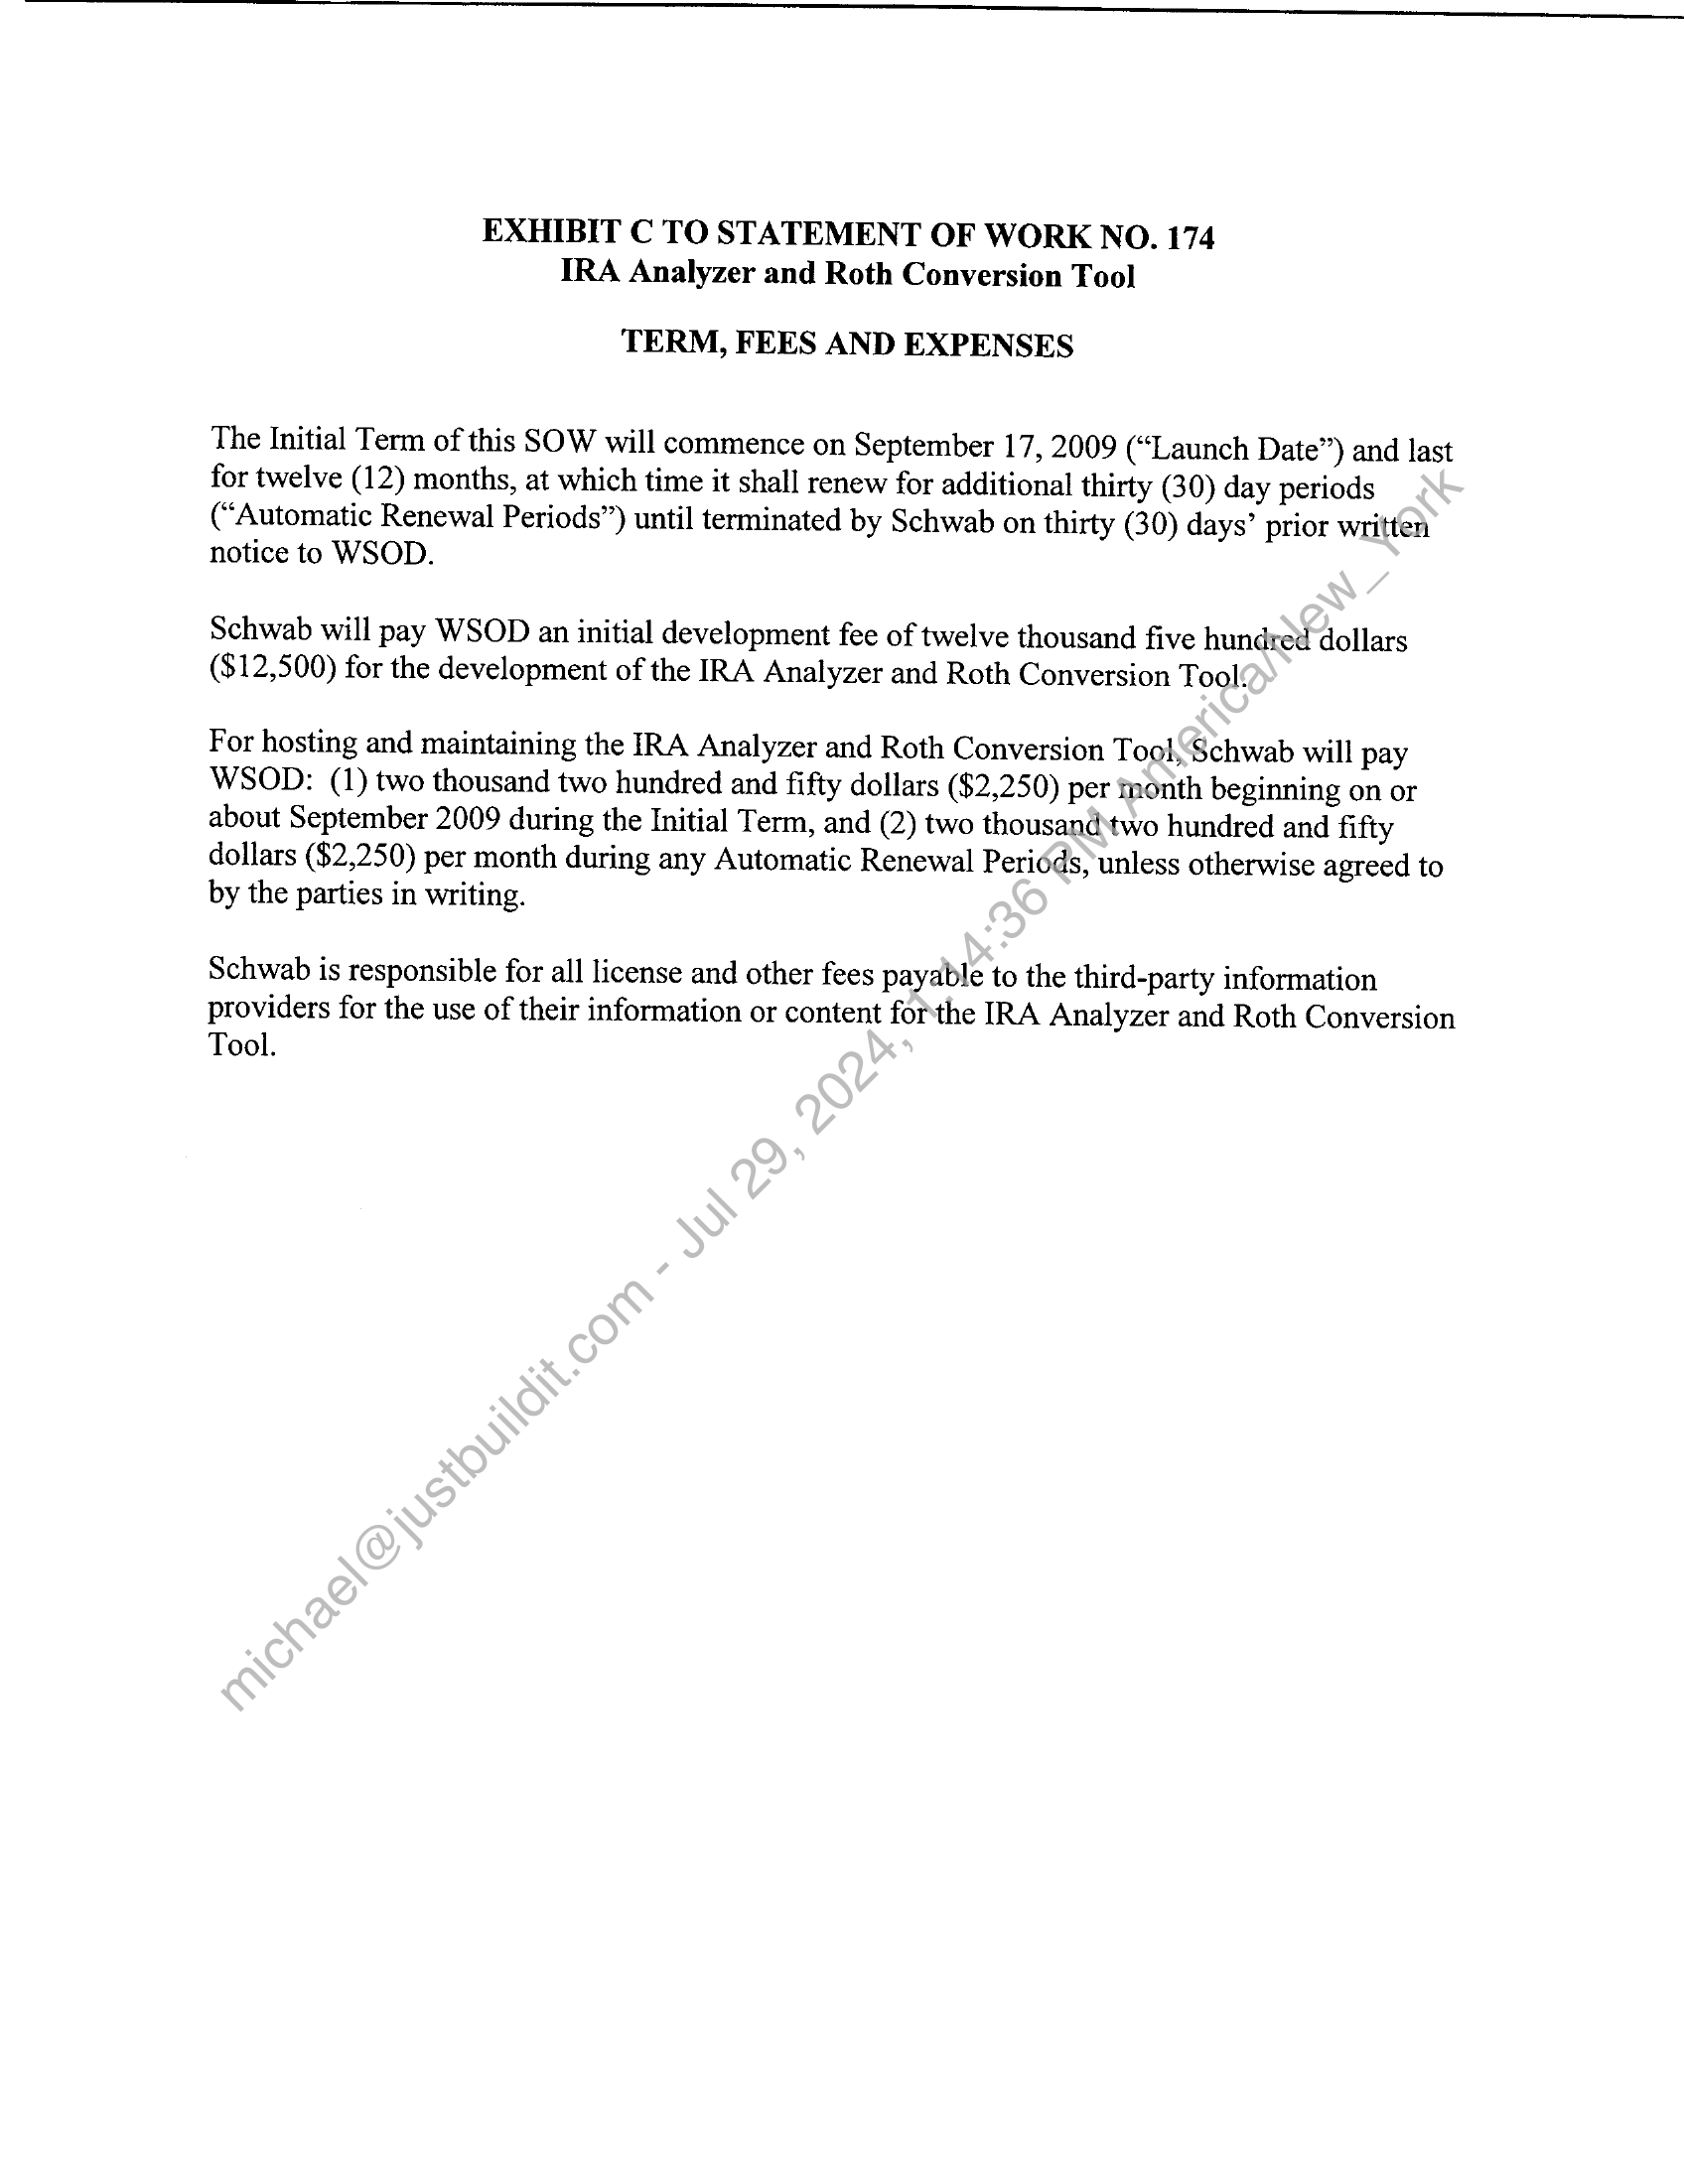 EXHIBIT C TO STATEMENT OF WORK NO. 174
IRA Analyzer and Roth Conversion Tool
TERM, FEES AND EXPENSES
The Initial Term of this SOW will commence on September 17, 2009 (“Launch Date”) and last
for twelve (12) months, at which time it shall renew for additional thirty (30) day periods
(“Automatic Renewal Periods”) until terminated by Schwab on thirty (30) days’ prior written
notice to WSOD.
Schwab will pay WSOD an initial development fee of twelve thousand five hundred dollars
($12,500) for the development of the IRA Analyzer and Roth Conversion Tool.
For hosting and maintaining the IRA Analyzer and Roth Conversion Tool, Schwab will pay
WSOD: (1) two thousand two hundred and fifty dollars ($2,250) per month beginning on or
about September 2009 during the Initial Term, and (2) two thousand two hundred and fifty
dollars ($2,250) per month during any Automatic Renewal Periods, unless otherwise agreed to
by the parties in writing.
Schwab is responsible for all license and other fees payable to the third-party information
providers for the use of their information or content for the IRA Analyzer and Roth Conversion
Tool.
michael@justbuildit.com - Jul 29, 2024, 1:14:36 PM America/New_York